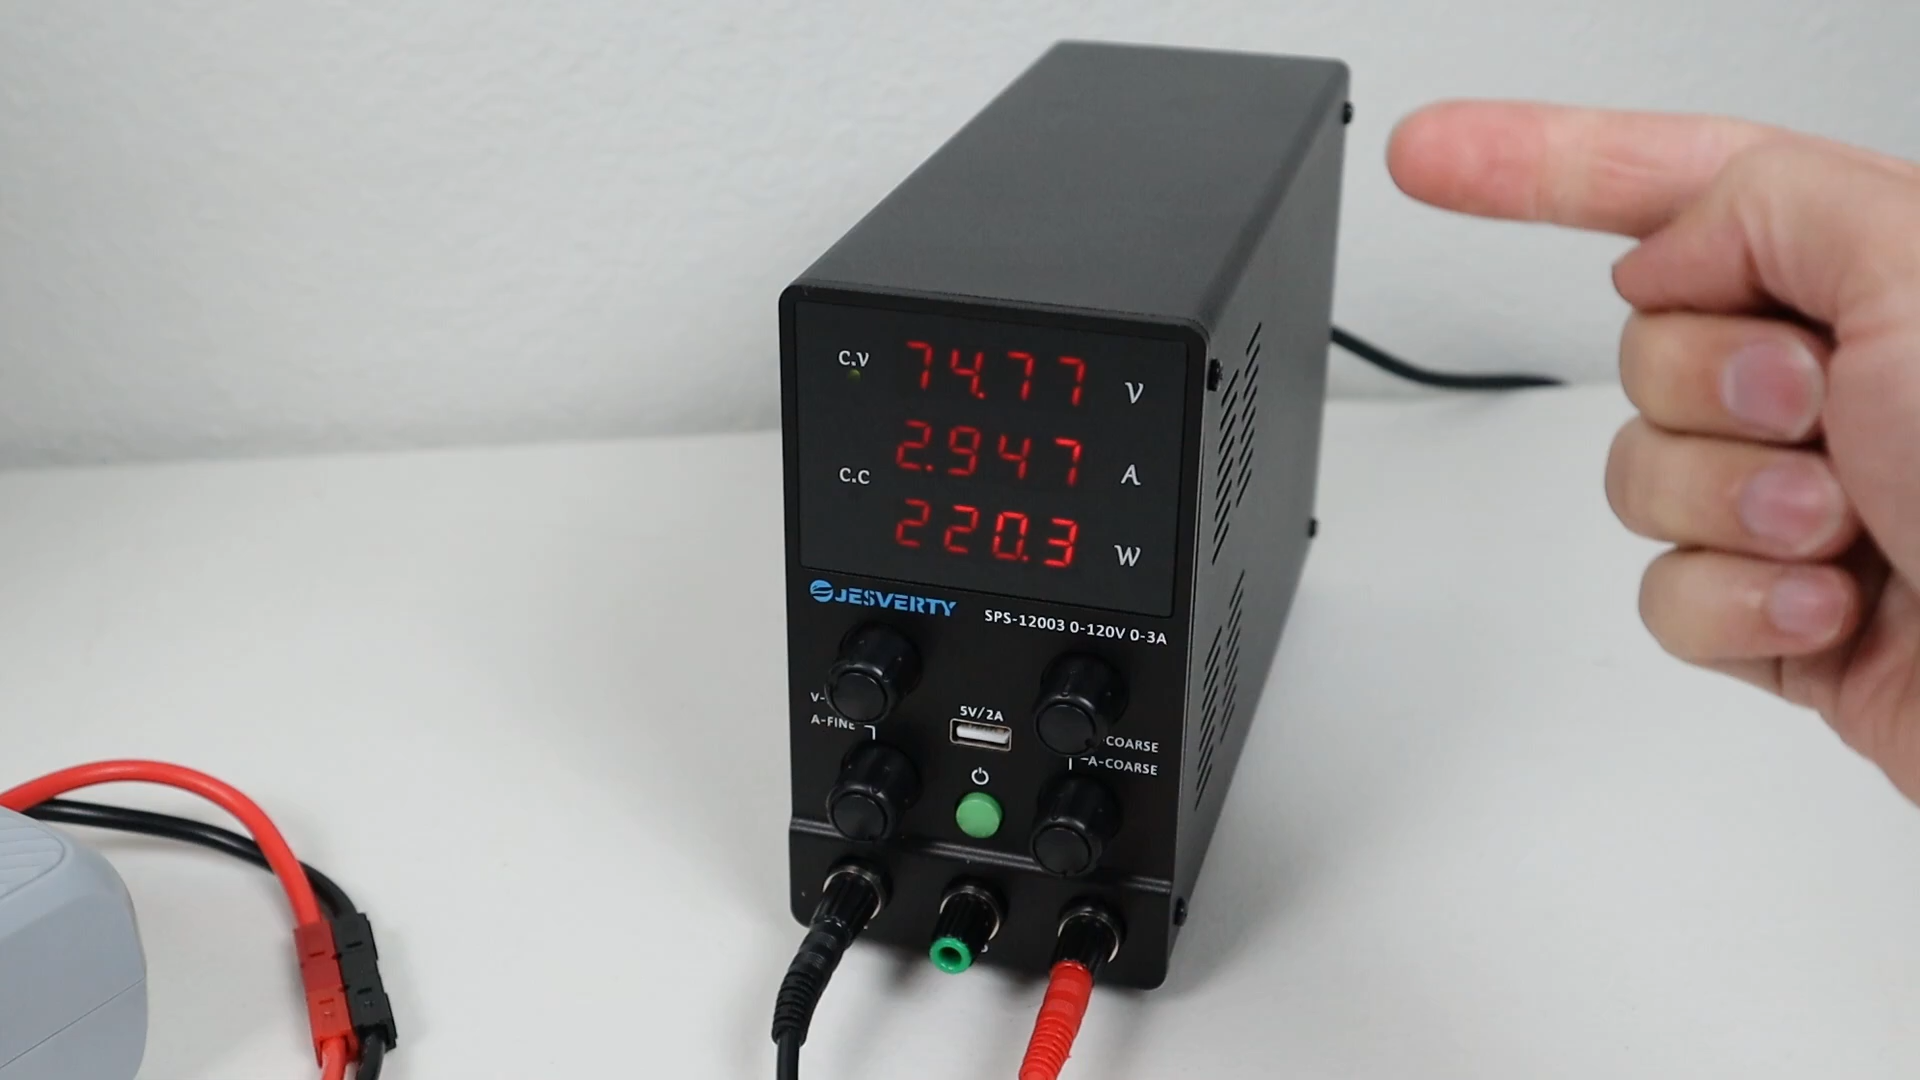 C.V 74.77 V
2.947 A
C.C
220.3 W
JESVERTY
SPS-12003 0-120V 0-3A
V-
A-FINE
5V/2A
-COARSE
A-COARSE